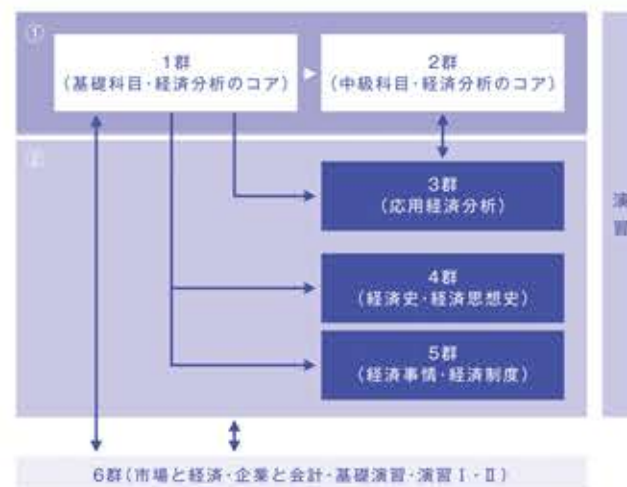 ①
1群
(基礎科目・経済分析のコア)
2群
(中級科目・経済分析のコア)
②
3群
(応用経済分析)
4群
(経済史・経済思想史)
5群
(経済事情・経済制度)
6群(市場と経済・企業と会計・基礎演習・演習Ⅰ・Ⅱ)
演
習